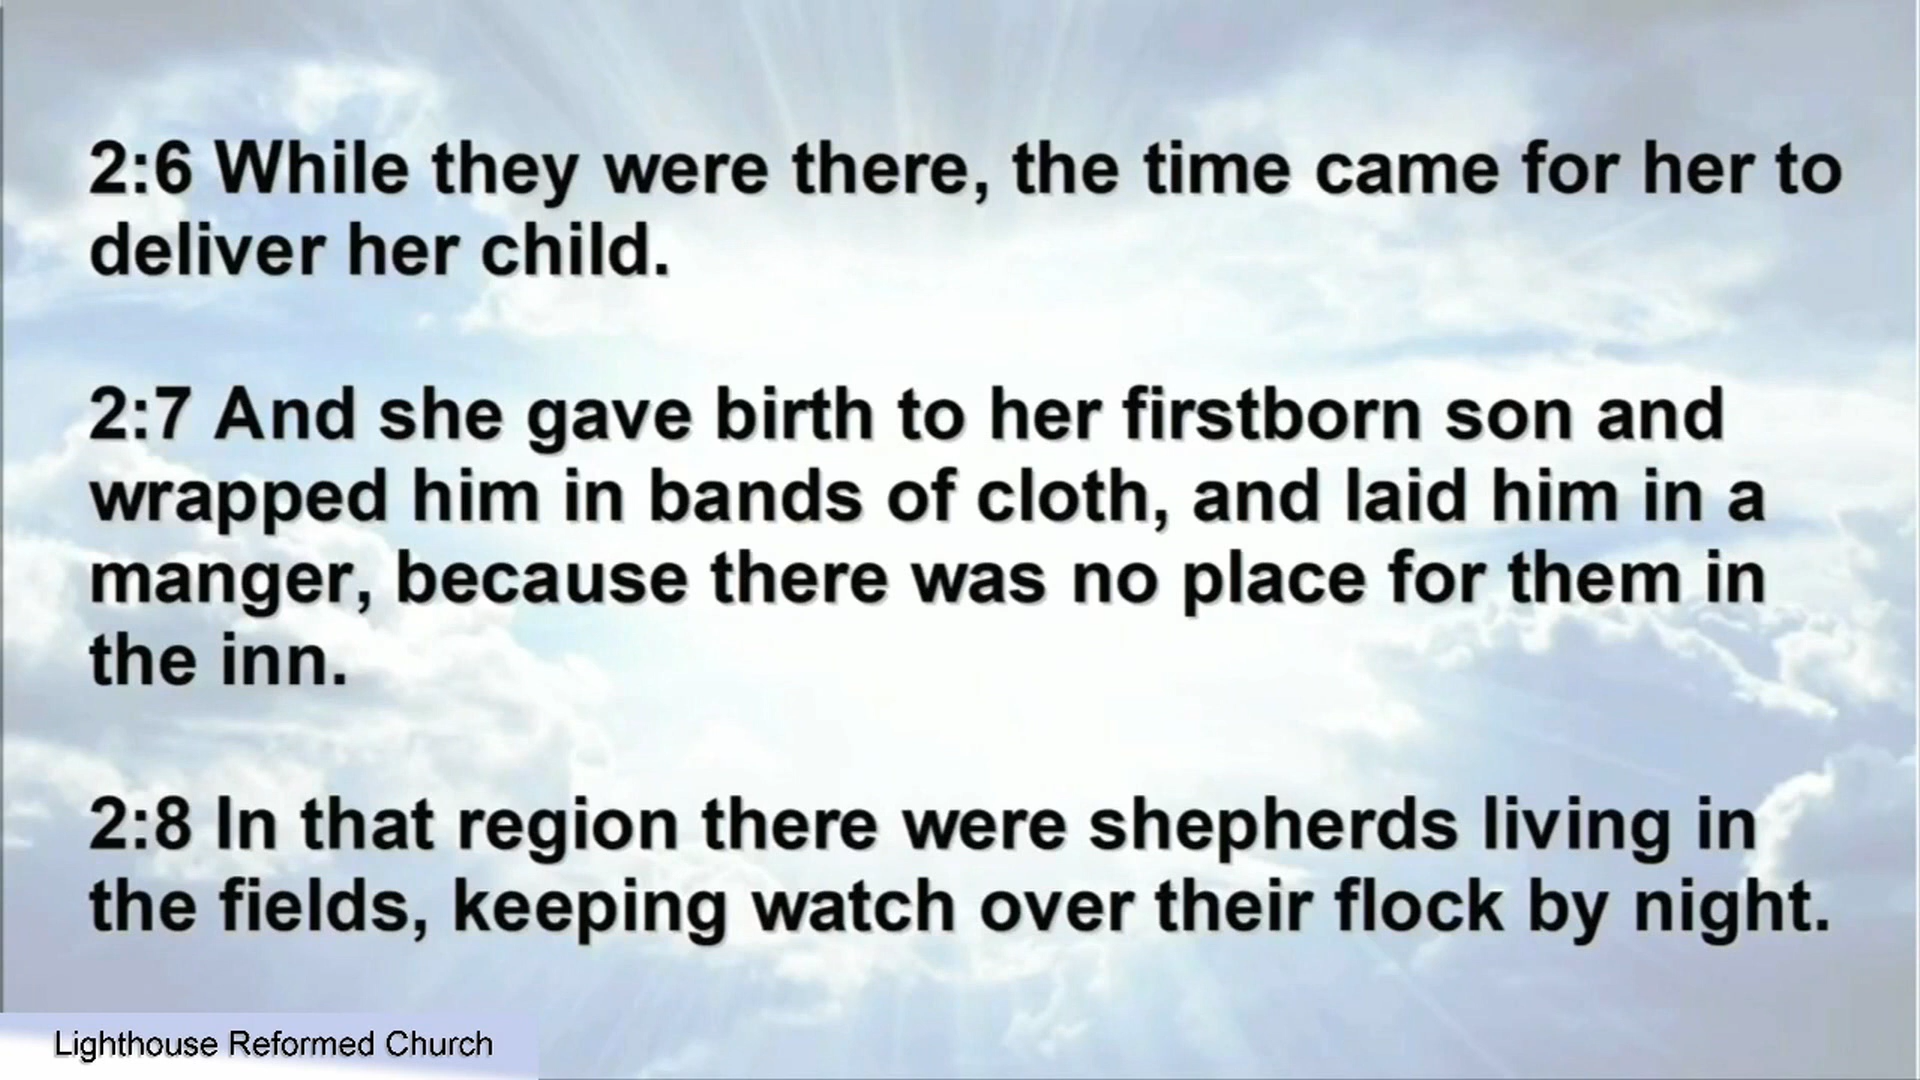 2:6 While they were there, the time came for her to
deliver her child.
2:7 And she gave birth to her firstborn son and
wrapped him in bands of cloth, and laid him in a
manger, because there was no place for them in
the inn.
2:8 In that region there were shepherds living in
the fields, keeping watch over their flock by night.
Lighthouse Reformed Church